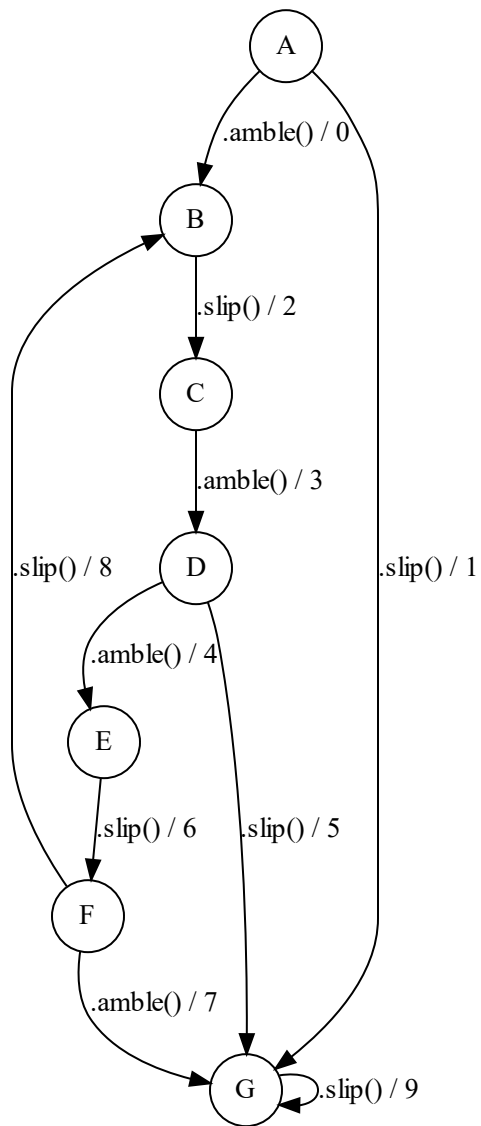 A
.amble() / 0
B
.slip() / 2
C
.amble() / 3
D
.slip() / 8
.slip() / 1
.amble() / 4
E
.slip() / 6
.slip() / 5
F
.amble() / 7
G
.slip() / 9